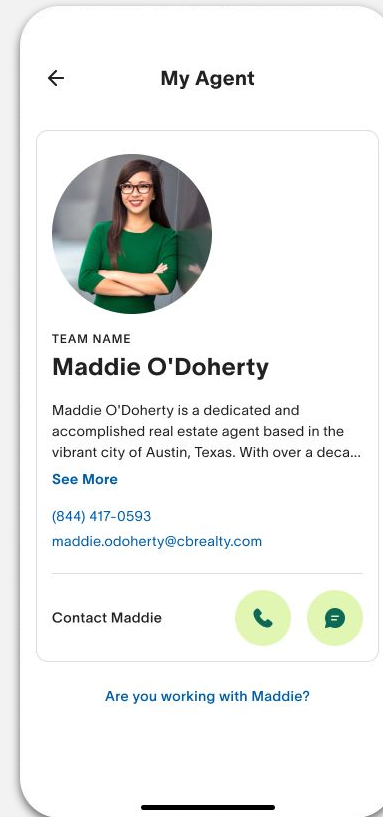 My Agent
TEAM NAME
Maddie O'Doherty
Maddie O'Doherty is a dedicated and
accomplished real estate agent based in the
vibrant city of Austin, Texas. With over a deca...
See More
(844) 417-0593
maddie.odoherty@cbrealty.com
Contact Maddie
Are you working with Maddie?